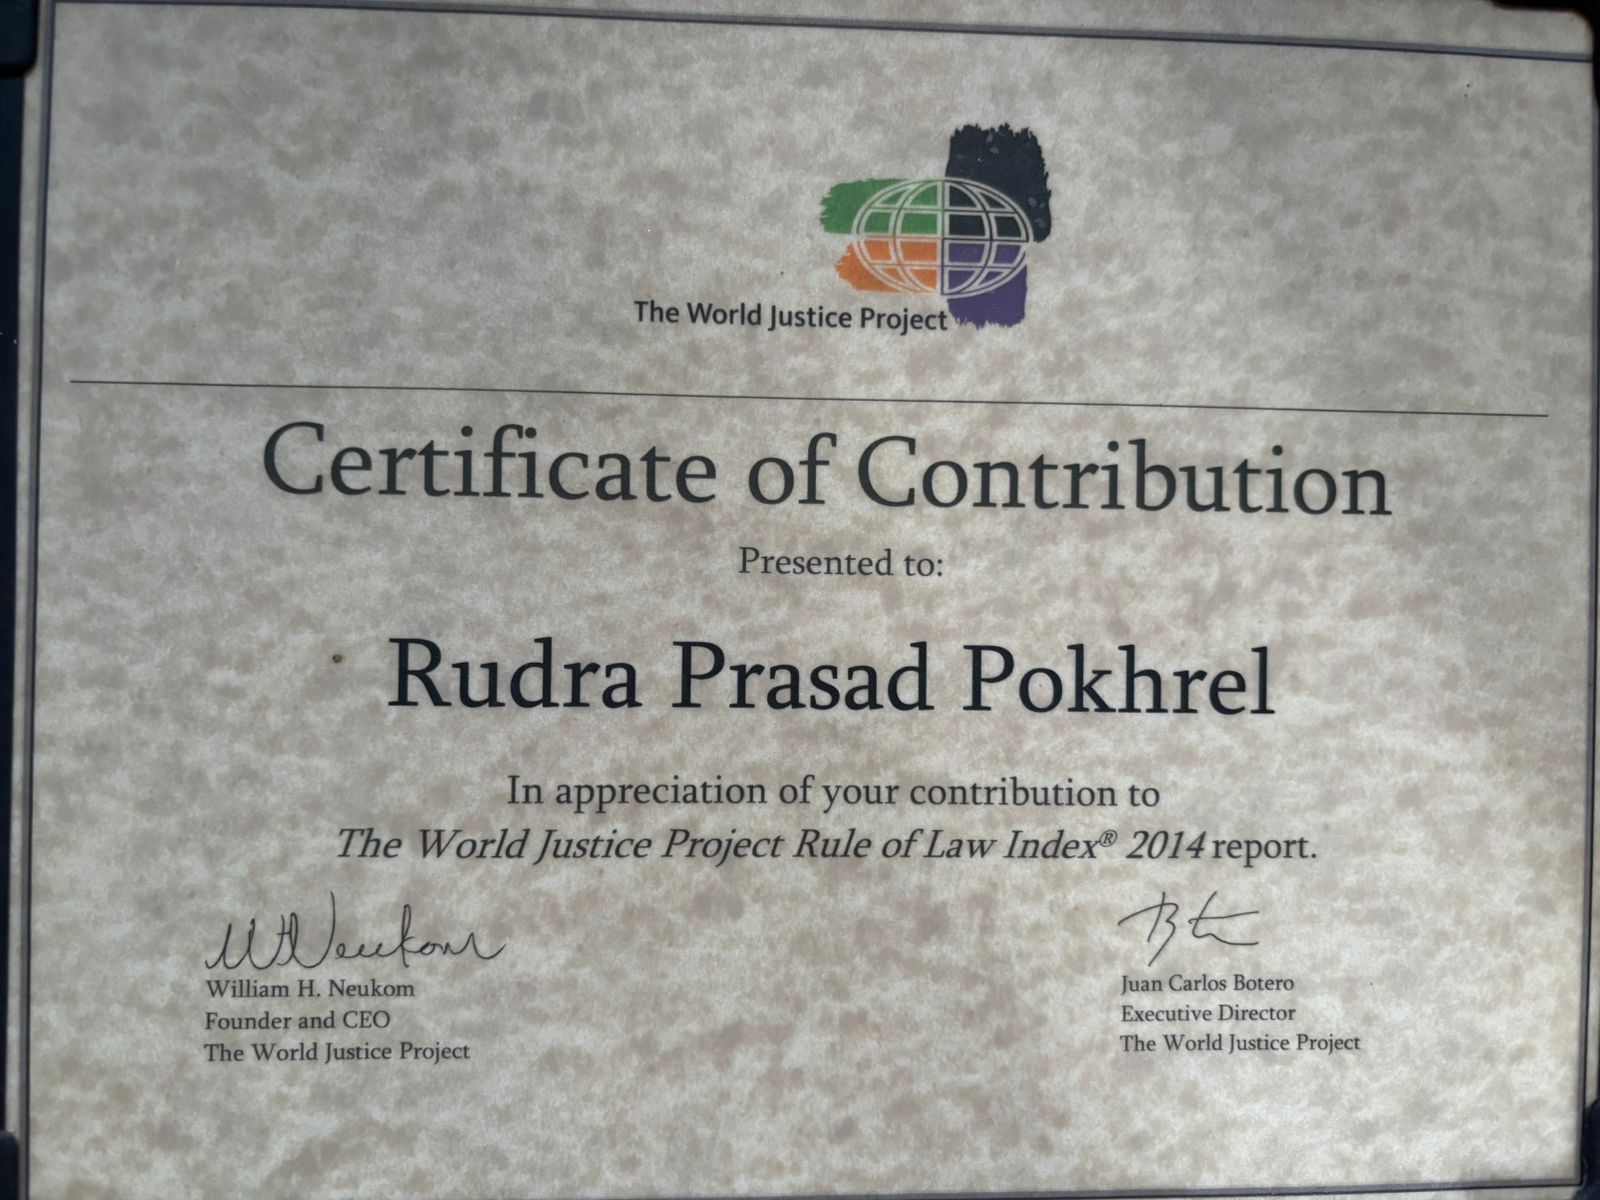 The World Justice Project
Certificate of Contribution
Presented to:
Rudra Prasad Pokhrel
In appreciation of your contribution to
The World Justice Project Rule of Law Index® 2014 report.
William H. Neukom
Founder and CEO
The World Justice Project
Juan Carlos Botero
Executive Director
The World Justice Project